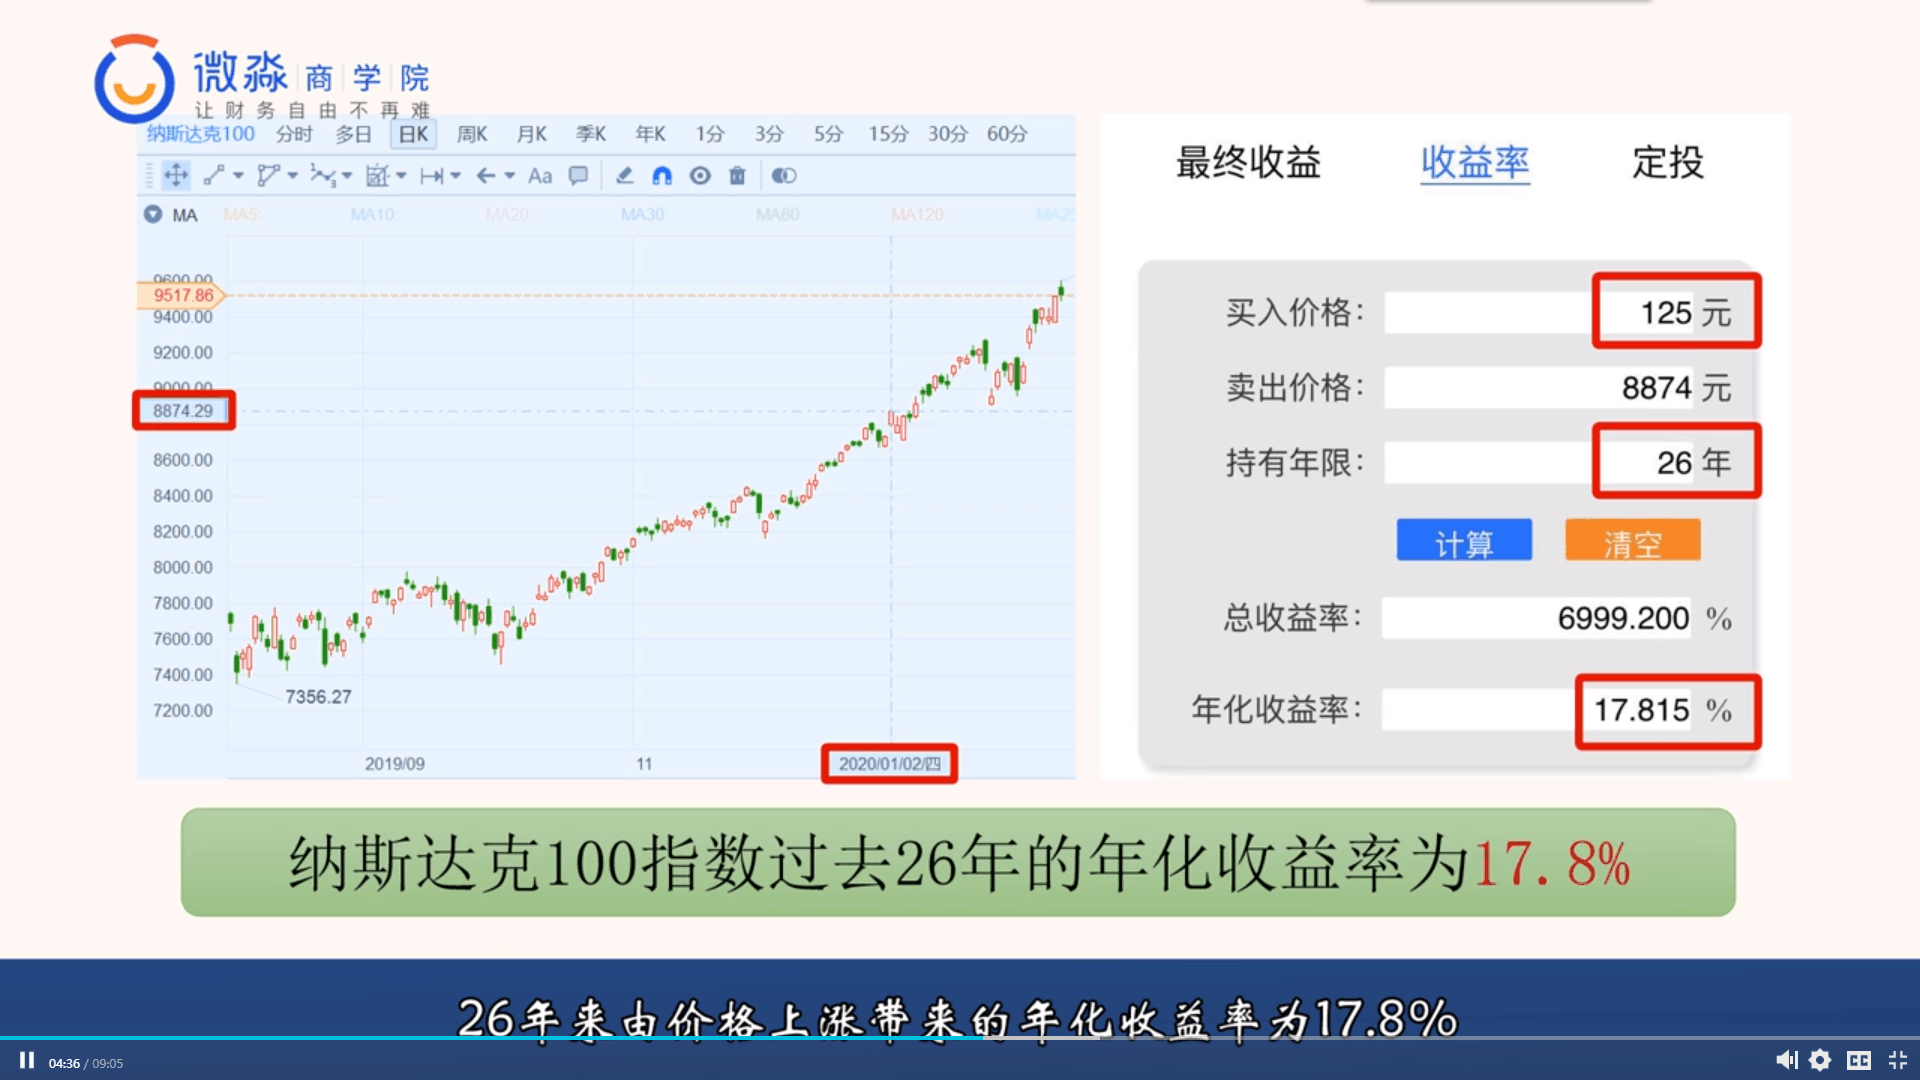 微淼 商 学 院
让财务自由不再难
纳斯达克100 分时 多日 日K 周K 月K 季K 年K 1分 3分 5分 15分 30分 60分
Aa
MA MA5: MA10: MA20: MA30: MA60: MA120: MA25
9600.00
9517.86
9400.00
9200.00
9000.00
8874.29
8600.00
8400.00
8200.00
8000.00
7800.00
7600.00
7400.00
7200.00
7356.27
2019/09 11 2020/01/02/四
最终收益 收益率 定投
买入价格: 125 元
卖出价格: 8874 元
持有年限: 26 年
计算 清空
总收益率: 6999.200 %
年化收益率: 17.815 %
纳斯达克100指数过去26年的年化收益率为17.8%
26年来由价格上涨带来的年化收益率为17.8%
04:36 / 09:05
CC